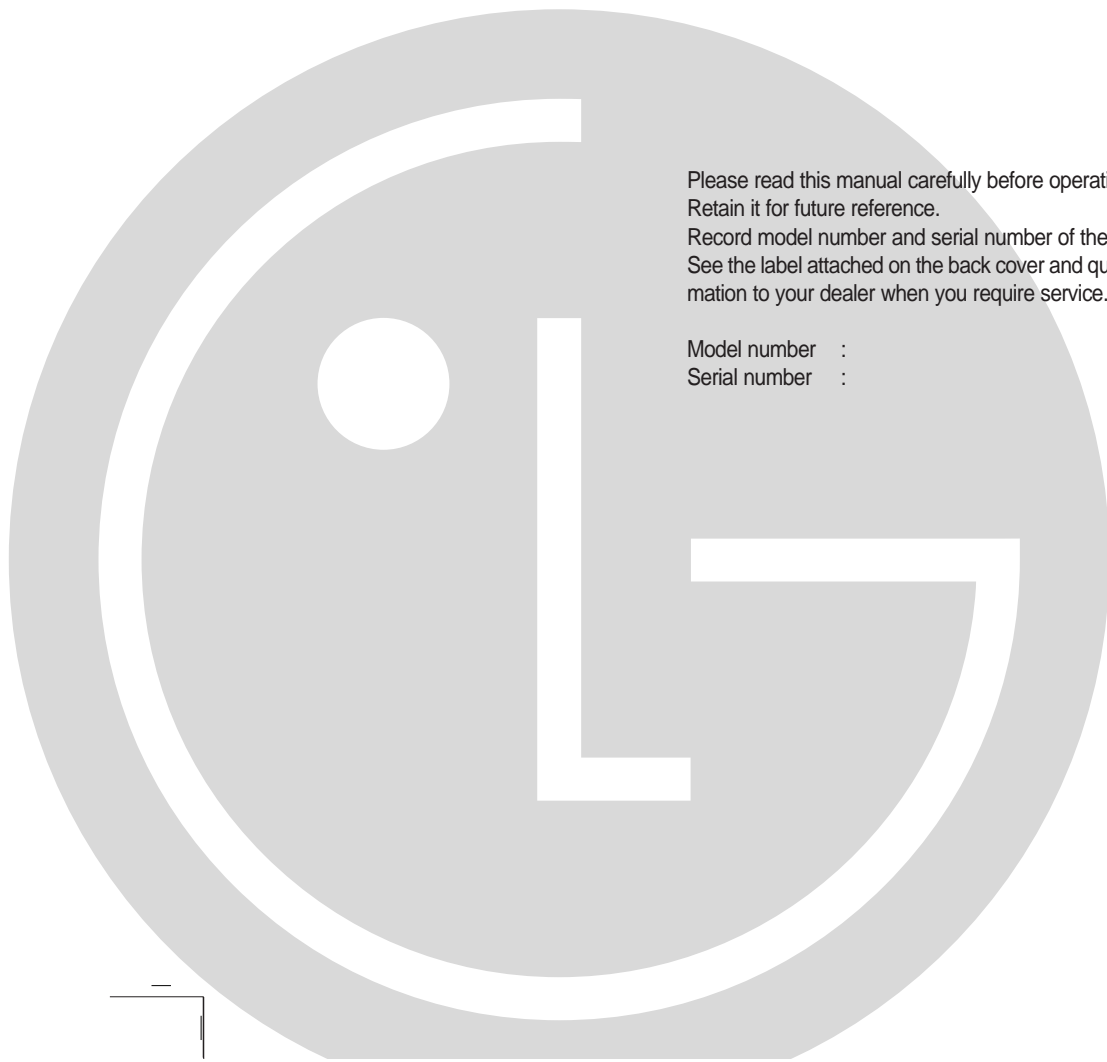 Please read this manual carefully before operati
Retain it for future reference.
Record model number and serial number of the
See the label attached on the back cover and qu
mation to your dealer when you require service.
Model number :
Serial number :